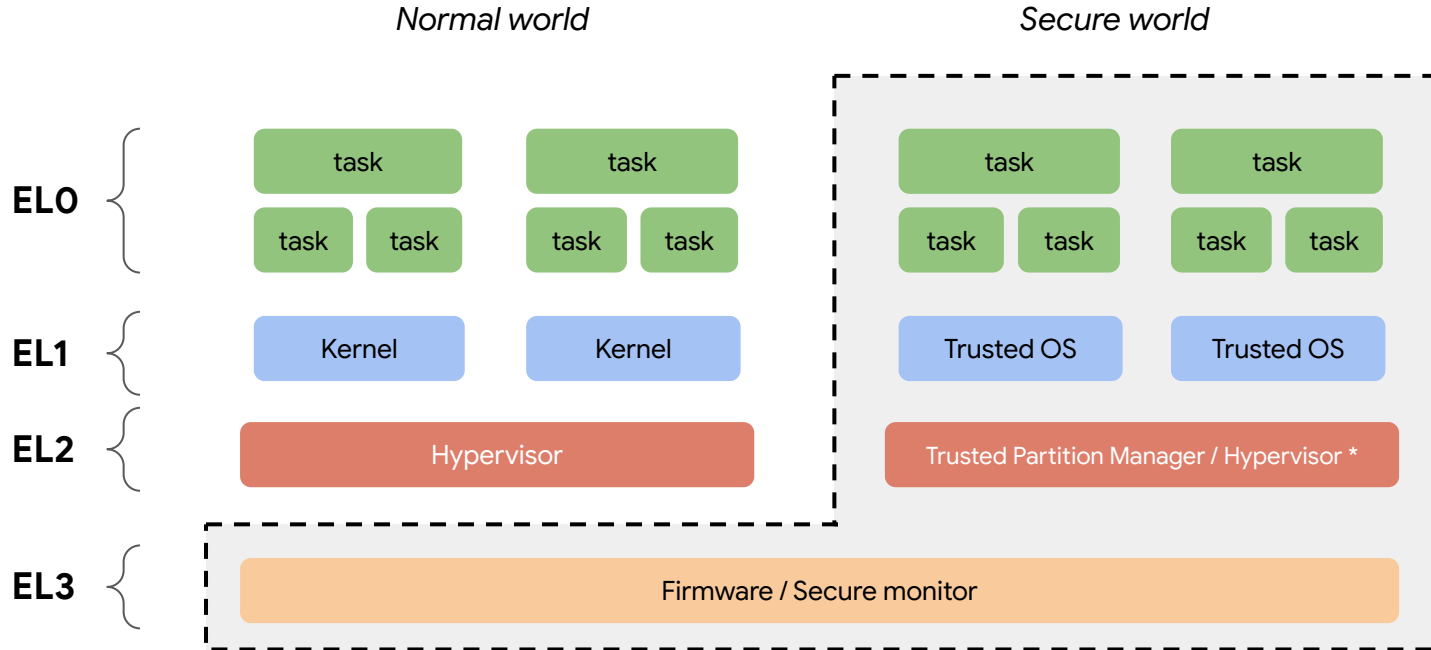 Normal world
Secure world
EL0
task
task
task
task
task
task
task
task
task
task
task
task
EL1
Kernel
Kernel
Trusted OS
Trusted OS
EL2
Hypervisor
Trusted Partition Manager / Hypervisor *
EL3
Firmware / Secure monitor